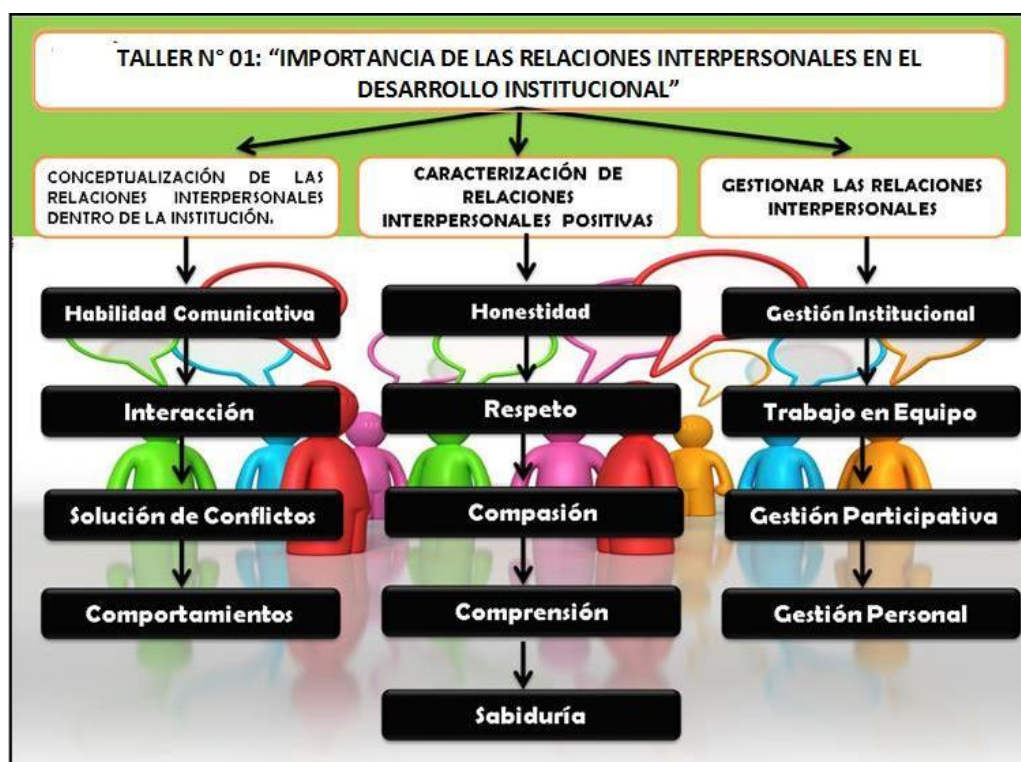 TALLER N° 01: “IMPORTANCIA DE LAS RELACIONES INTERPERSONALES EN EL
DESARROLLO INSTITUCIONAL”
CONCEPTUALIZACIÓN DE LAS
RELACIONES INTERPERSONALES
DENTRO DE LA INSTITUCIÓN.
Habilidad Comunicativa
Interacción
Solución de Conflictos
Comportamientos
CARACTERIZACIÓN DE
RELACIONES
INTERPERSONALES POSITIVAS
Honestidad
Respeto
Compasión
Comprensión
Sabiduría
GESTIONAR LAS RELACIONES
INTERPERSONALES
Gestión Institucional
Trabajo en Equipo
Gestión Participativa
Gestión Personal